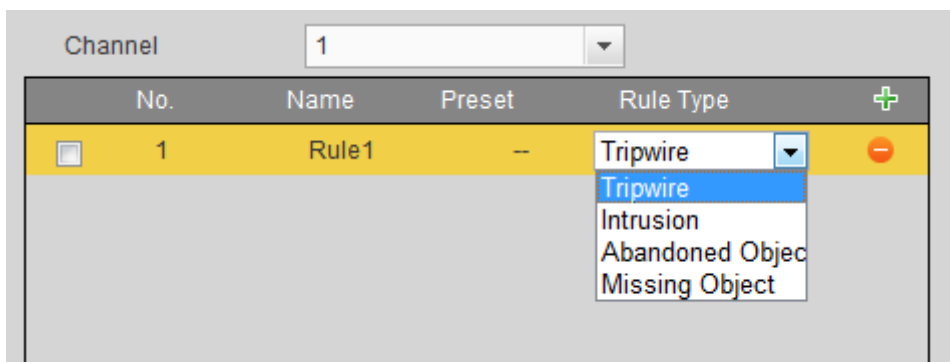 Channel 1
No. Name Preset Rule Type
1 Rule1 -- Tripwire
Tripwire
Intrusion
Abandoned Objec
Missing Object